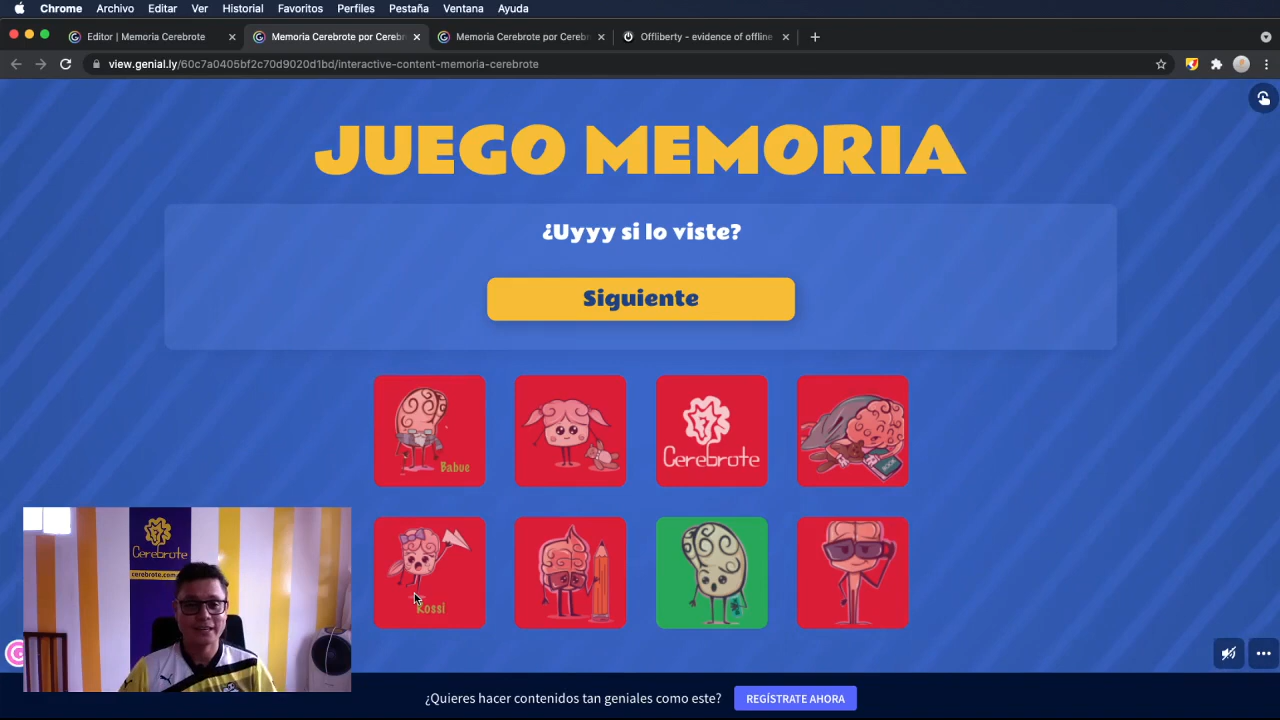 Chrome Archivo Editar Ver Historial Favoritos Perfiles Pestaña Ventana Ayuda
Editor | Memoria Cerebrote
Memoria Cerebrote por Cerebr
Memoria Cerebrote por Cereb
Offliberty - evidence of offline
view.genial.ly/60c7a0405bf2c70d9020d1bd/interactive-content-memoria-cerebrote
JUEGO MEMORIA
¿Uyyy si lo viste?
Siguiente
Babue
Cerebrote
BOOK
Rossi
Cerebrote
cerebrote.com
¿Quieres hacer contenidos tan geniales como este?
REGÍSTRATE AHORA